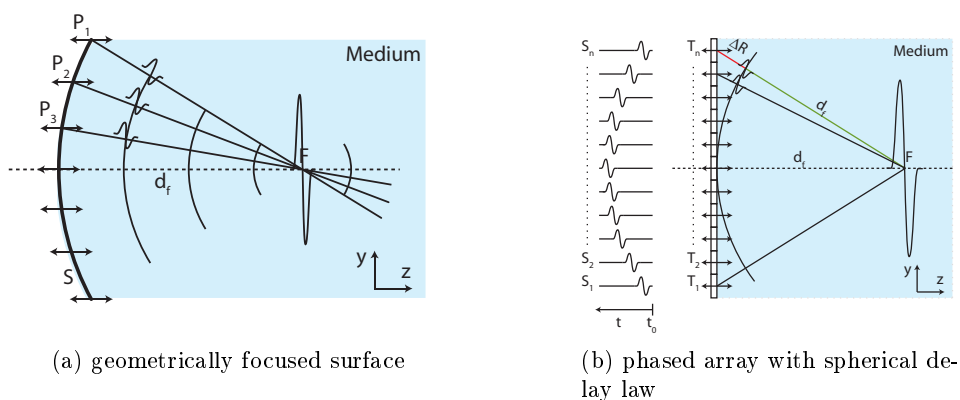 P1
P2
P3
Medium
F
df
S
y
z
(a) geometrically focused surface
Sn
S2
S1
t
t0
Tn
ΔR
Medium
df
df
F
T2
T1
y
z
(b) phased array with spherical de-
lay law